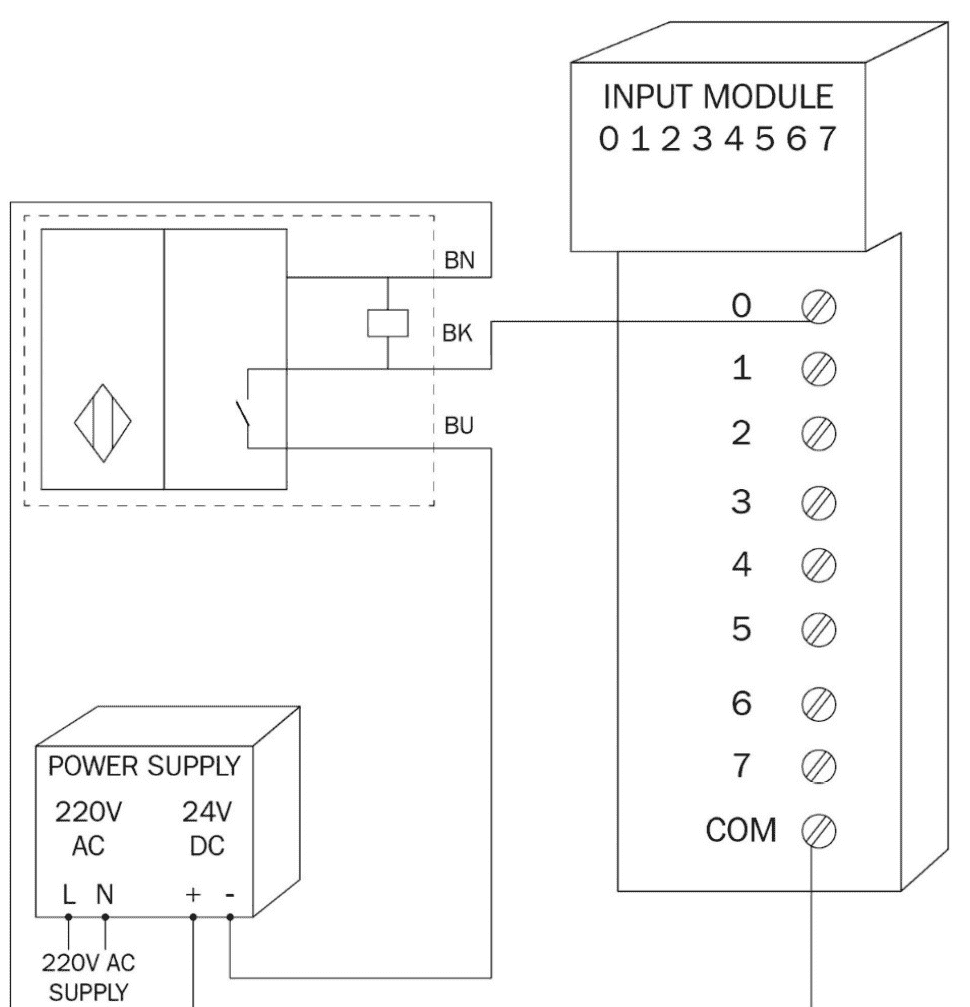 INPUT MODULE
0 1 2 3 4 5 6 7
BN
BK
BU
0
1
2
3
4
5
6
7
COM
POWER SUPPLY
220V 24V
AC DC
L N + -
220V AC
SUPPLY